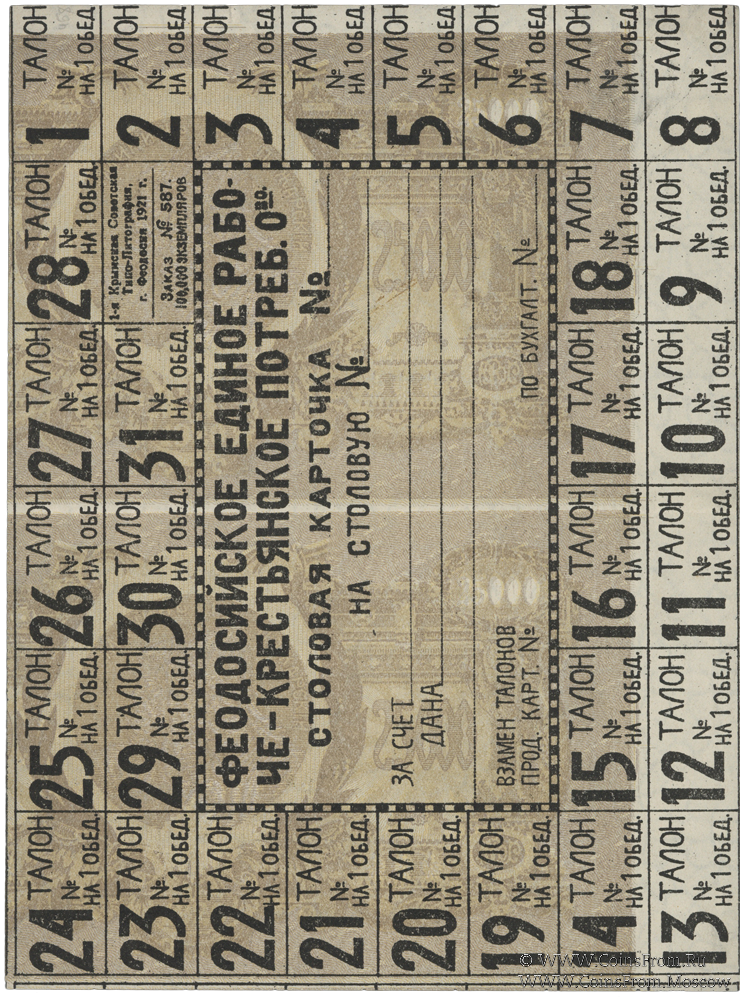 ФЕОДОСИЙСКОЕ ЕДИНОЕ РАБО-
ЧЕ-КРЕСТЬЯНСКОЕ ПОТРЕБ. О-ВО.
СТОЛОВАЯ КАРТОЧКА №
НА СТОЛОВУЮ №
ЗА СЧЕТ
ДАНА
ВЗАМЕН ТАЛОНОВ
ПРОД. КАРТ. №
ПО БУХГАЛТ. №
1-я Крымская Советская
Типо-Литография,
г. Феодосия 1921 г.
ЗАКАЗ № 587.
100,000 ЭКЗЕМПЛЯРОВ
ТАЛОН
1 №
НА 1 ОБЕД.
ТАЛОН
2 №
НА 1 ОБЕД.
ТАЛОН
3 №
НА 1 ОБЕД.
ТАЛОН
4 №
НА 1 ОБЕД.
ТАЛОН
5 №
НА 1 ОБЕД.
ТАЛОН
6 №
НА 1 ОБЕД.
ТАЛОН
7 №
НА 1 ОБЕД.
ТАЛОН
8 №
НА 1 ОБЕД.
ТАЛОН
9 №
НА 1 ОБЕД.
ТАЛОН
10 №
НА 1 ОБЕД.
ТАЛОН
11 №
НА 1 ОБЕД.
ТАЛОН
12 №
НА 1 ОБЕД.
ТАЛОН
13 №
НА 1 ОБЕД.
ТАЛОН
14 №
НА 1 ОБЕД.
ТАЛОН
15 №
НА 1 ОБЕД.
ТАЛОН
16 №
НА 1 ОБЕД.
ТАЛОН
17 №
НА 1 ОБЕД.
ТАЛОН
18 №
НА 1 ОБЕД.
ТАЛОН
19 №
НА 1 ОБЕД.
ТАЛОН
20 №
НА 1 ОБЕД.
ТАЛОН
21 №
НА 1 ОБЕД.
ТАЛОН
22 №
НА 1 ОБЕД.
ТАЛОН
23 №
НА 1 ОБЕД.
ТАЛОН
24 №
НА 1 ОБЕД.
ТАЛОН
25 №
НА 1 ОБЕД.
ТАЛОН
26 №
НА 1 ОБЕД.
ТАЛОН
27 №
НА 1 ОБЕД.
ТАЛОН
28 №
НА 1 ОБЕД.
ТАЛОН
29 №
НА 1 ОБЕД.
ТАЛОН
30 №
НА 1 ОБЕД.
ТАЛОН
31 №
НА 1 ОБЕД.
© WWW.CoinsFrom.Ru
WWW.CoinsFrom.Moscow